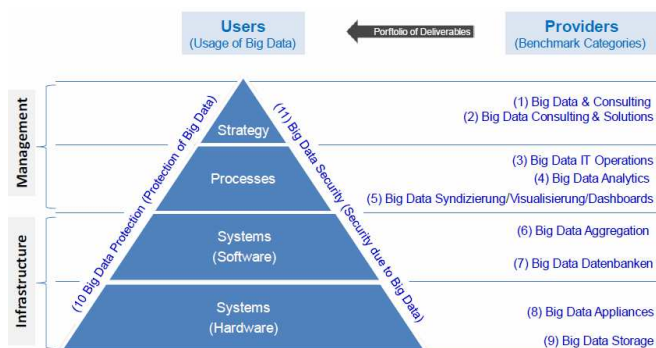 Users
(Usage of Big Data)
Porftolio of Deliverables
Providers
(Benchmark Categories)
Management
Infrastructure
(10 Big Data Protection (Protection of Big Data)
(11) Big Data Security (Security due to Big Data)
Strategy
(1) Big Data & Consulting
(2) Big Data Consulting & Solutions
Processes
(3) Big Data IT Operations
(4) Big Data Analytics
(5) Big Data Syndizierung/Visualisierung/Dashboards
Systems
(Software)
(6) Big Data Aggregation
(7) Big Data Datenbanken
Systems
(Hardware)
(8) Big Data Appliances
(9) Big Data Storage